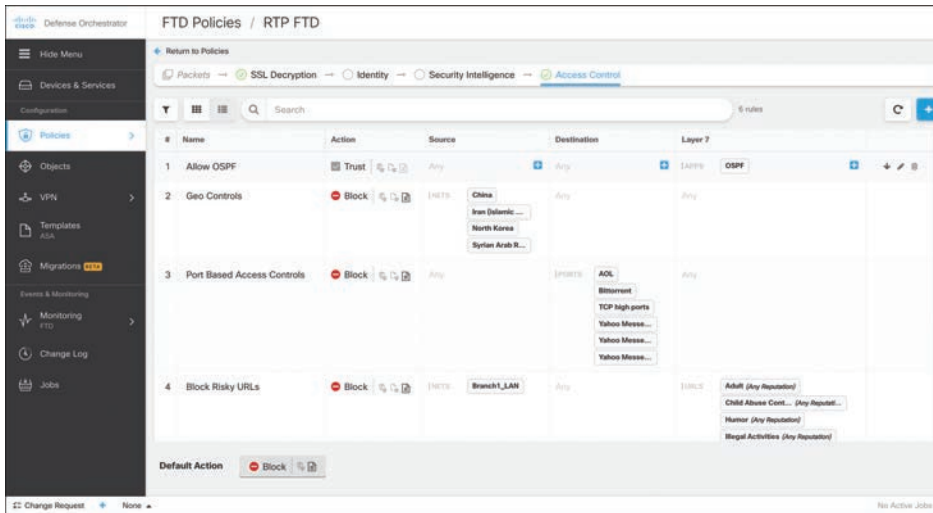 cisco Defense Orchestrator
FTD Policies / RTP FTD
Hide Menu
Return to Policies
Devices & Services
Packets → SSL Decryption → Identity → Security Intelligence → Access Control
Configuration
Search
6 rules
Policies
# Name Action Source Destination Layer 7
Objects
1 Allow OSPF Trust Any Any APPS OSPF
VPN
2 Geo Controls Block NETS China Any Any
Iran (Islamic ...
North Korea
Syrian Arab R...
Templates
ASA
Migrations BETA
3 Port Based Access Controls Block Any PORTS AOL Any
Bittorrent
TCP high ports
Yahoo Messe...
Yahoo Messe...
Yahoo Messe...
Events & Monitoring
Monitoring
FTD
Change Log
Jobs
4 Block Risky URLs Block NETS Branch1_LAN Any URLS Adult (Any Reputation)
Child Abuse Cont... (Any Reputati...
Humor (Any Reputation)
Illegal Activities (Any Reputation)
Default Action Block
Change Request + None
No Active Jobs